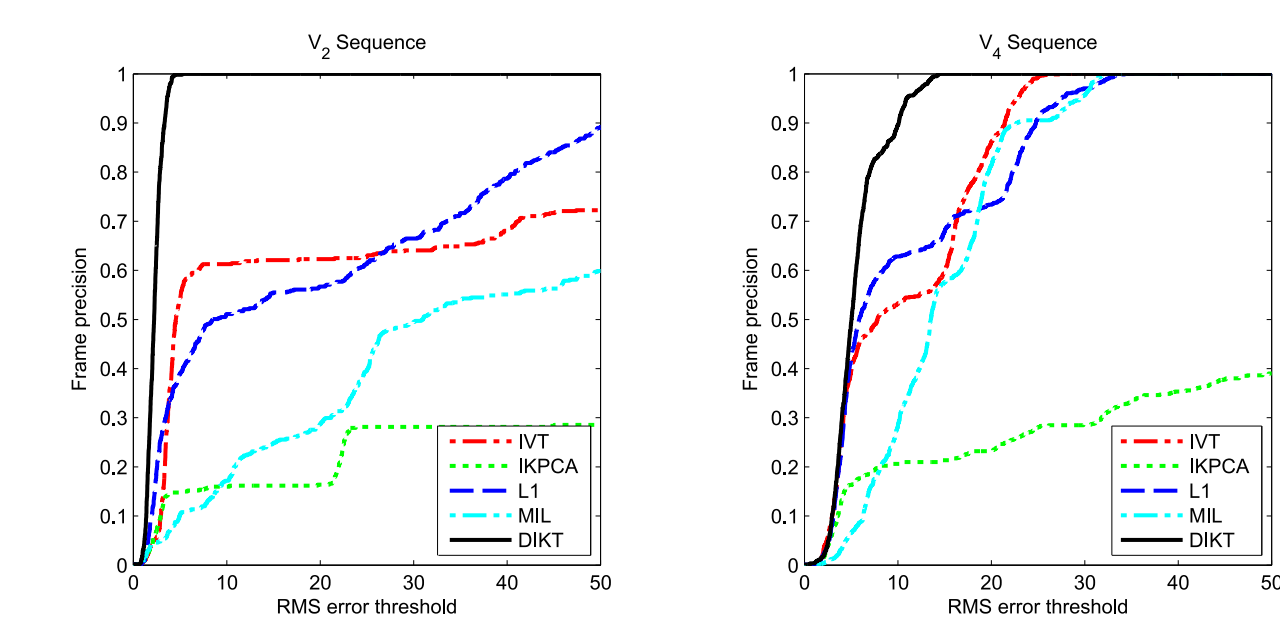 V2 Sequence
1
0.9
0.8
0.7
0.6
0.5
0.4
0.3
0.2
0.1
0
Frame precision
0 10 20 30 40 50
RMS error threshold
IVT
IKPCA
L1
MIL
DIKT
V4 Sequence
1
0.9
0.8
0.7
0.6
0.5
0.4
0.3
0.2
0.1
0
Frame precision
0 10 20 30 40 50
RMS error threshold
IVT
IKPCA
L1
MIL
DIKT